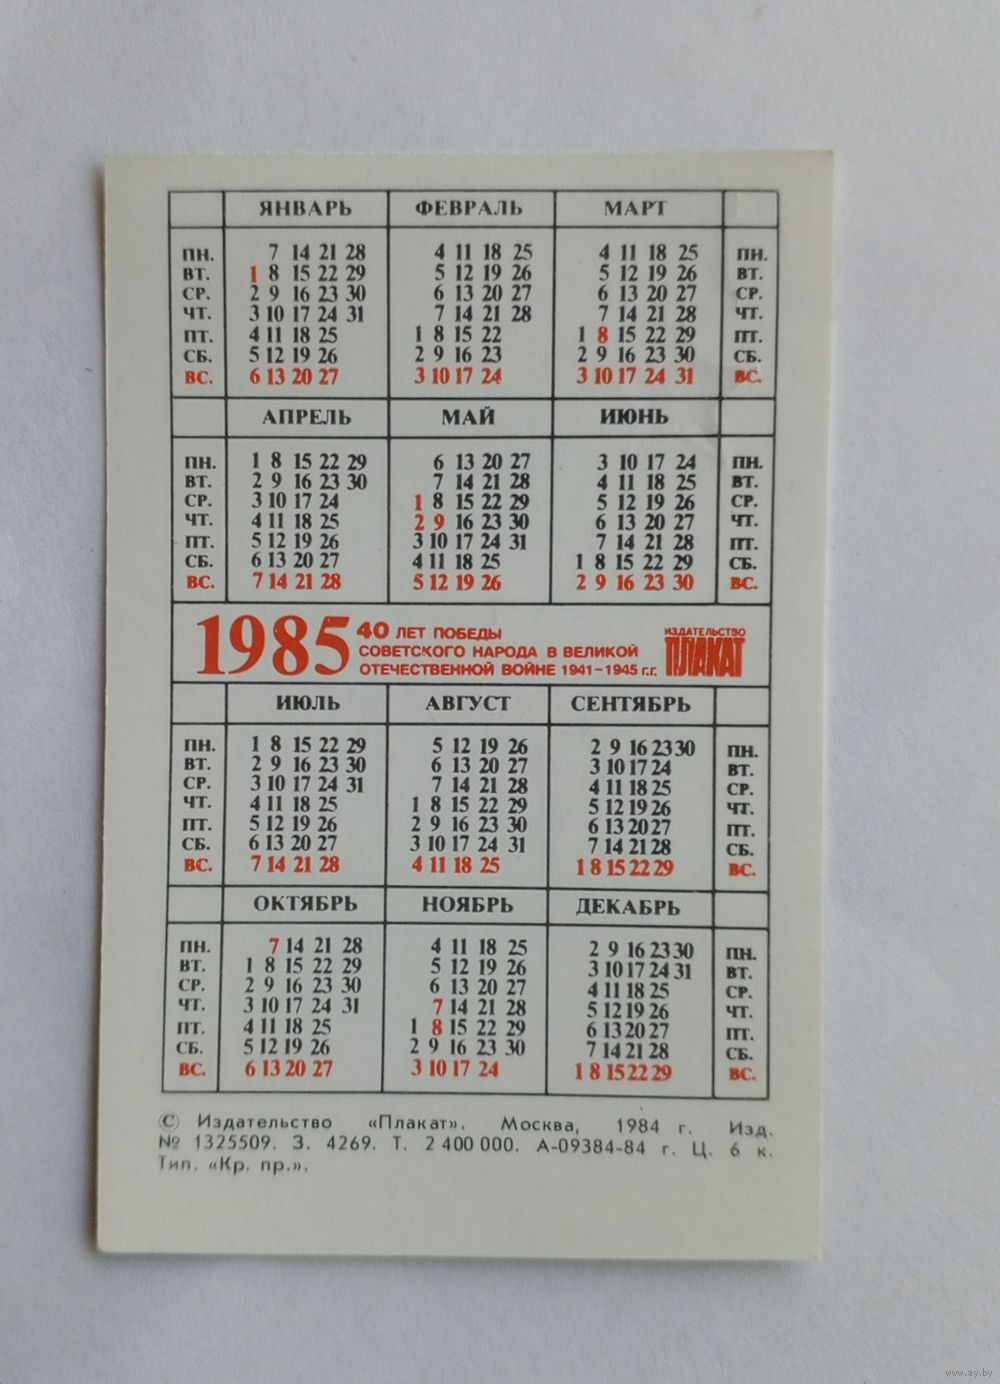 ЯНВАРЬ ФЕВРАЛЬ МАРТ
ПН. 7 14 21 28 4 11 18 25 4 11 18 25 ПН.
ВТ. 1 8 15 22 29 5 12 19 26 5 12 19 26 ВТ.
СР. 2 9 16 23 30 6 13 20 27 6 13 20 27 СР.
ЧТ. 3 10 17 24 31 7 14 21 28 7 14 21 28 ЧТ.
ПТ. 4 11 18 25 1 8 15 22 1 8 15 22 29 ПТ.
СБ. 5 12 19 26 2 9 16 23 2 9 16 23 30 СБ.
ВС. 6 13 20 27 3 10 17 24 3 10 17 24 31 ВС.
АПРЕЛЬ МАЙ ИЮНЬ
ПН. 1 8 15 22 29 6 13 20 27 3 10 17 24 ПН.
ВТ. 2 9 16 23 30 7 14 21 28 4 11 18 25 ВТ.
СР. 3 10 17 24 1 8 15 22 29 5 12 19 26 СР.
ЧТ. 4 11 18 25 2 9 16 23 30 6 13 20 27 ЧТ.
ПТ. 5 12 19 26 3 10 17 24 31 7 14 21 28 ПТ.
СБ. 6 13 20 27 4 11 18 25 1 8 15 22 29 СБ.
ВС. 7 14 21 28 5 12 19 26 2 9 16 23 30 ВС.
1985 40 ЛЕТ ПОБЕДЫ
СОВЕТСКОГО НАРОДА В ВЕЛИКОЙ
ОТЕЧЕСТВЕННОЙ ВОЙНЕ 1941–1945 г.г.
ИЗДАТЕЛЬСТВО
ПЛАКАТ
ИЮЛЬ АВГУСТ СЕНТЯБРЬ
ПН. 1 8 15 22 29 5 12 19 26 2 9 16 23 30 ПН.
ВТ. 2 9 16 23 30 6 13 20 27 3 10 17 24 ВТ.
СР. 3 10 17 24 31 7 14 21 28 4 11 18 25 СР.
ЧТ. 4 11 18 25 1 8 15 22 29 5 12 19 26 ЧТ.
ПТ. 5 12 19 26 2 9 16 23 30 6 13 20 27 ПТ.
СБ. 6 13 20 27 3 10 17 24 31 7 14 21 28 СБ.
ВС. 7 14 21 28 4 11 18 25 1 8 15 22 29 ВС.
ОКТЯБРЬ НОЯБРЬ ДЕКАБРЬ
ПН. 7 14 21 28 4 11 18 25 2 9 16 23 30 ПН.
ВТ. 1 8 15 22 29 5 12 19 26 3 10 17 24 31 ВТ.
СР. 2 9 16 23 30 6 13 20 27 4 11 18 25 СР.
ЧТ. 3 10 17 24 31 7 14 21 28 5 12 19 26 ЧТ.
ПТ. 4 11 18 25 1 8 15 22 29 6 13 20 27 ПТ.
СБ. 5 12 19 26 2 9 16 23 30 7 14 21 28 СБ.
ВС. 6 13 20 27 3 10 17 24 1 8 15 22 29 ВС.
© Издательство «Плакат». Москва, 1984 г. Изд.
№ 1325509. З. 4269. Т. 2 400 000. А-09384-84 г. Ц. 6 к.
Тип. «Кр. пр.».
www.ay.by